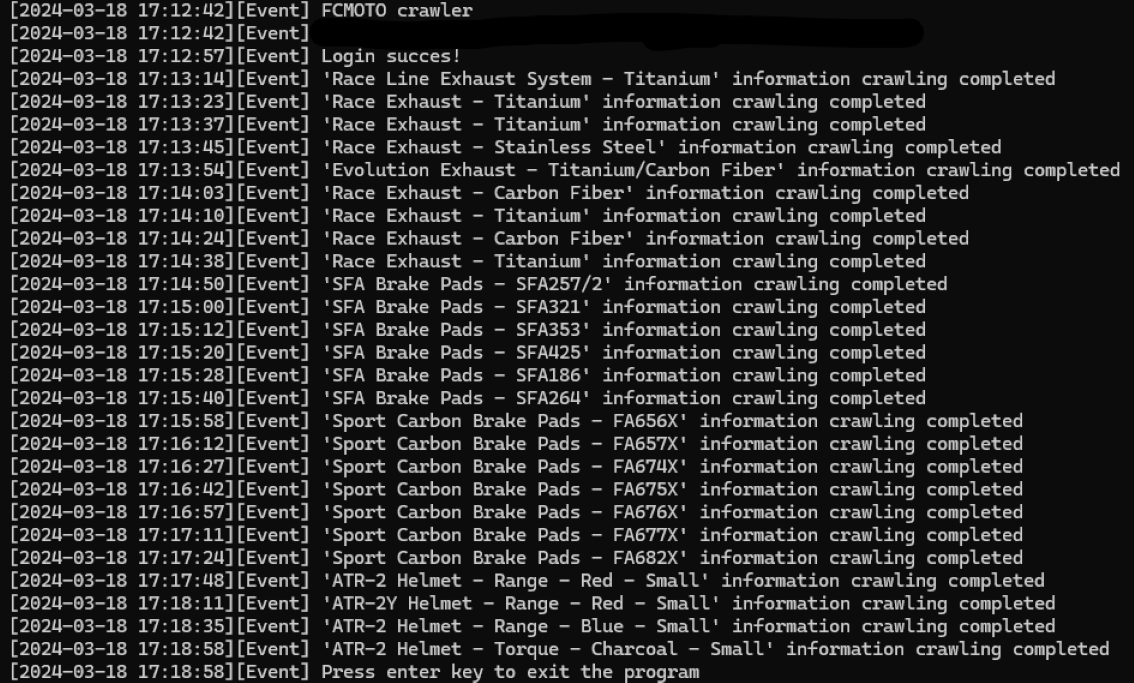 [2024-03-18 17:12:42][Event] FCMOTO crawler
[2024-03-18 17:12:42][Event]
[2024-03-18 17:12:57][Event] Login succes!
[2024-03-18 17:13:14][Event] 'Race Line Exhaust System - Titanium' information crawling completed
[2024-03-18 17:13:23][Event] 'Race Exhaust - Titanium' information crawling completed
[2024-03-18 17:13:37][Event] 'Race Exhaust - Titanium' information crawling completed
[2024-03-18 17:13:45][Event] 'Race Exhaust - Stainless Steel' information crawling completed
[2024-03-18 17:13:54][Event] 'Evolution Exhaust - Titanium/Carbon Fiber' information crawling completed
[2024-03-18 17:14:03][Event] 'Race Exhaust - Carbon Fiber' information crawling completed
[2024-03-18 17:14:10][Event] 'Race Exhaust - Titanium' information crawling completed
[2024-03-18 17:14:24][Event] 'Race Exhaust - Carbon Fiber' information crawling completed
[2024-03-18 17:14:38][Event] 'Race Exhaust - Titanium' information crawling completed
[2024-03-18 17:14:50][Event] 'SFA Brake Pads - SFA257/2' information crawling completed
[2024-03-18 17:15:00][Event] 'SFA Brake Pads - SFA321' information crawling completed
[2024-03-18 17:15:12][Event] 'SFA Brake Pads - SFA353' information crawling completed
[2024-03-18 17:15:20][Event] 'SFA Brake Pads - SFA425' information crawling completed
[2024-03-18 17:15:28][Event] 'SFA Brake Pads - SFA186' information crawling completed
[2024-03-18 17:15:40][Event] 'SFA Brake Pads - SFA264' information crawling completed
[2024-03-18 17:15:58][Event] 'Sport Carbon Brake Pads - FA656X' information crawling completed
[2024-03-18 17:16:12][Event] 'Sport Carbon Brake Pads - FA657X' information crawling completed
[2024-03-18 17:16:27][Event] 'Sport Carbon Brake Pads - FA674X' information crawling completed
[2024-03-18 17:16:42][Event] 'Sport Carbon Brake Pads - FA675X' information crawling completed
[2024-03-18 17:16:57][Event] 'Sport Carbon Brake Pads - FA676X' information crawling completed
[2024-03-18 17:17:11][Event] 'Sport Carbon Brake Pads - FA677X' information crawling completed
[2024-03-18 17:17:24][Event] 'Sport Carbon Brake Pads - FA682X' information crawling completed
[2024-03-18 17:17:48][Event] 'ATR-2 Helmet - Range - Red - Small' information crawling completed
[2024-03-18 17:18:11][Event] 'ATR-2Y Helmet - Range - Red - Small' information crawling completed
[2024-03-18 17:18:35][Event] 'ATR-2 Helmet - Range - Blue - Small' information crawling completed
[2024-03-18 17:18:58][Event] 'ATR-2 Helmet - Torque - Charcoal - Small' information crawling completed
[2024-03-18 17:18:58][Event] Press enter key to exit the program